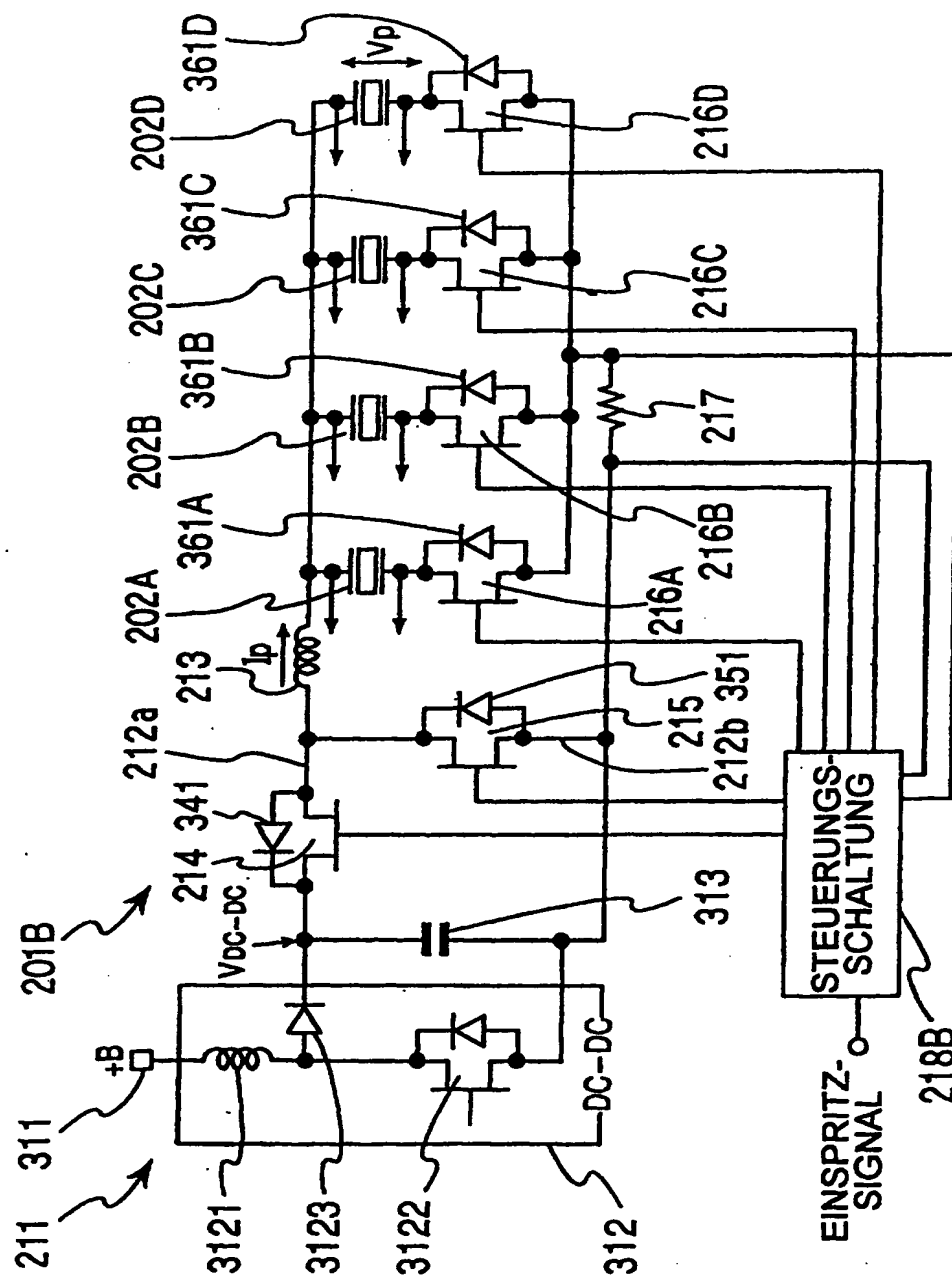 201B
211
311
+B
3121
3123
3122
312
DC-DC
VDC-DC
313
214
341
212a
213
Ip
215
351
212b
202A
361A
216A
202B
361B
216B
202C
361C
216C
202D
361D
216D
Vp
217
EINSPRITZ-
SIGNAL
STEUERUNGS-
SCHALTUNG
218B